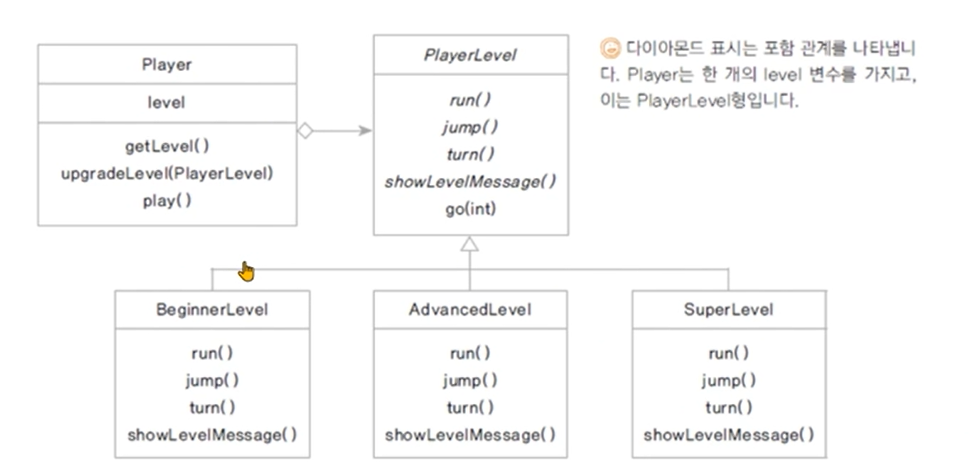 Player
level
getLevel()
upgradeLevel(PlayerLevel)
play()
PlayerLevel
run()
jump()
turn()
showLevelMessage()
go(int)
다이아몬드 표시는 포함 관계를 나타냅니
다. Player는 한 개의 level 변수를 가지고,
이는 PlayerLevel형입니다.
BeginnerLevel
run()
jump()
turn()
showLevelMessage()
AdvancedLevel
run()
jump()
turn()
showLevelMessage()
SuperLevel
run()
jump()
turn()
showLevelMessage()